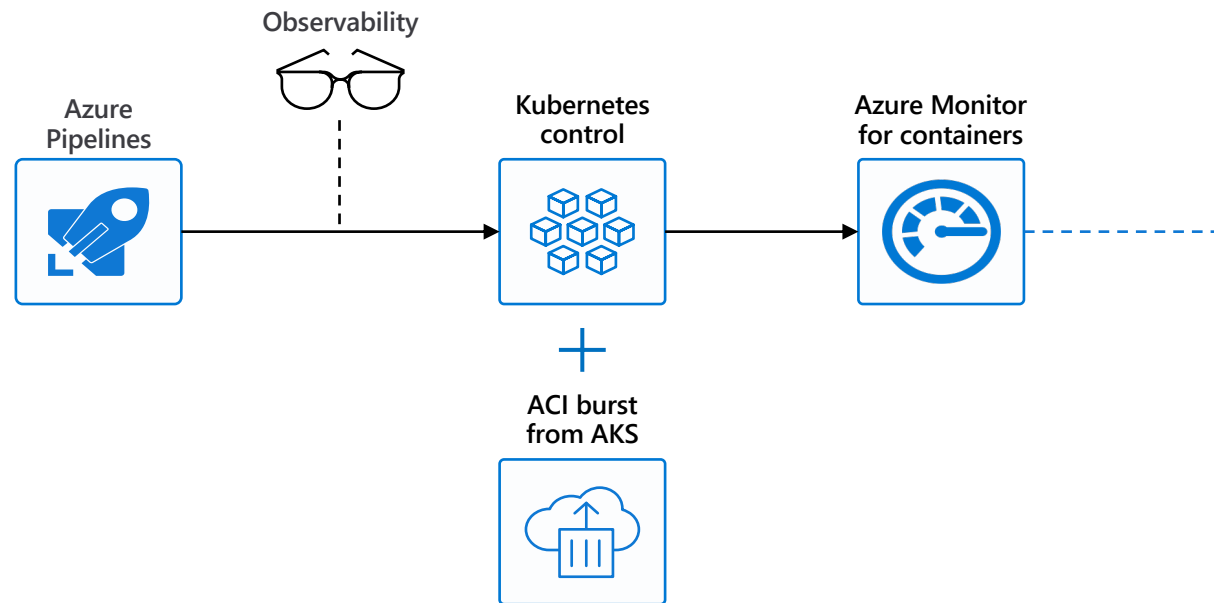 Observability
Azure
Pipelines
Kubernetes
control
Azure Monitor
for containers
ACI burst
from AKS